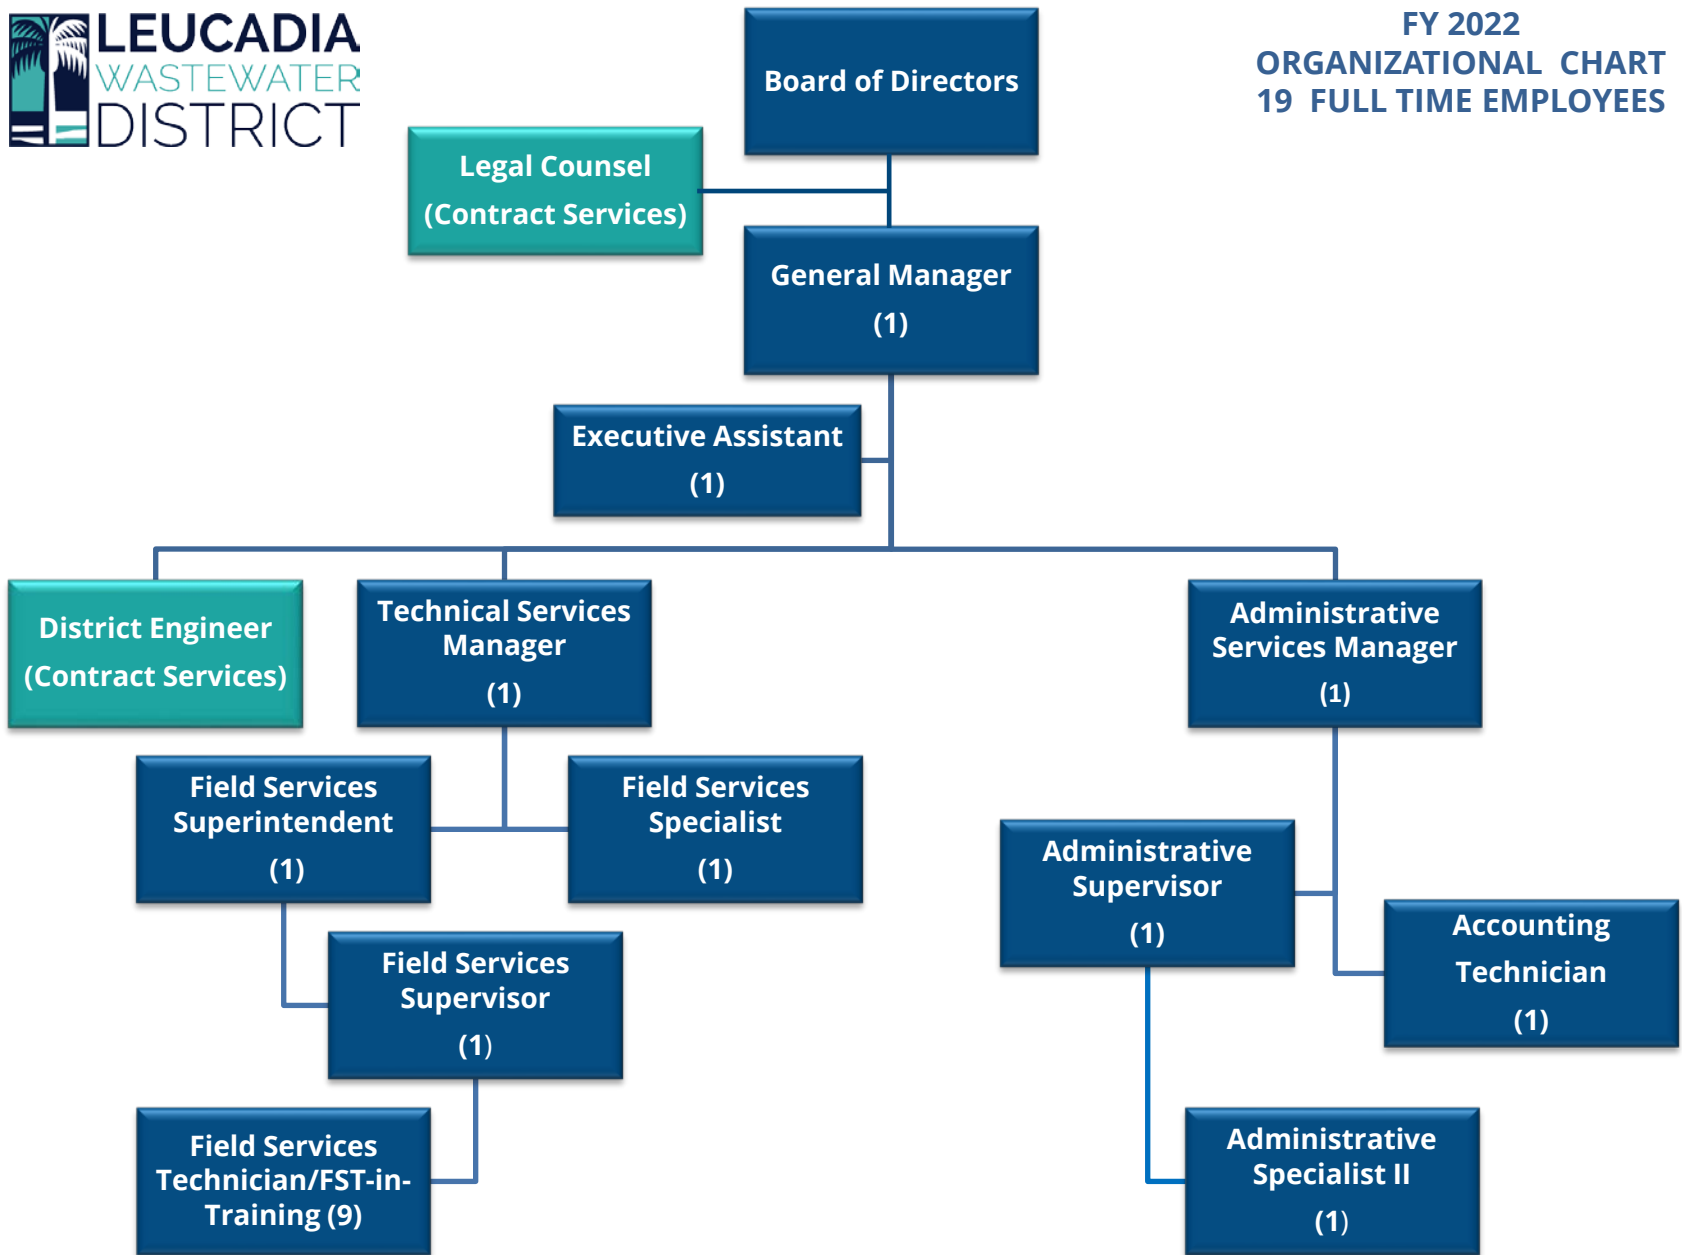 LEUCADIA
WASTEWATER
DISTRICT
FY 2022
ORGANIZATIONAL CHART
19 FULL TIME EMPLOYEES
Board of Directors
Legal Counsel
(Contract Services)
General Manager
(1)
Executive Assistant
(1)
District Engineer
(Contract Services)
Technical Services
Manager
(1)
Administrative
Services Manager
(1)
Field Services
Superintendent
(1)
Field Services
Specialist
(1)
Administrative
Supervisor
(1)
Accounting
Technician
(1)
Field Services
Supervisor
(1)
Field Services
Technician/FST-in-
Training (9)
Administrative
Specialist II
(1)